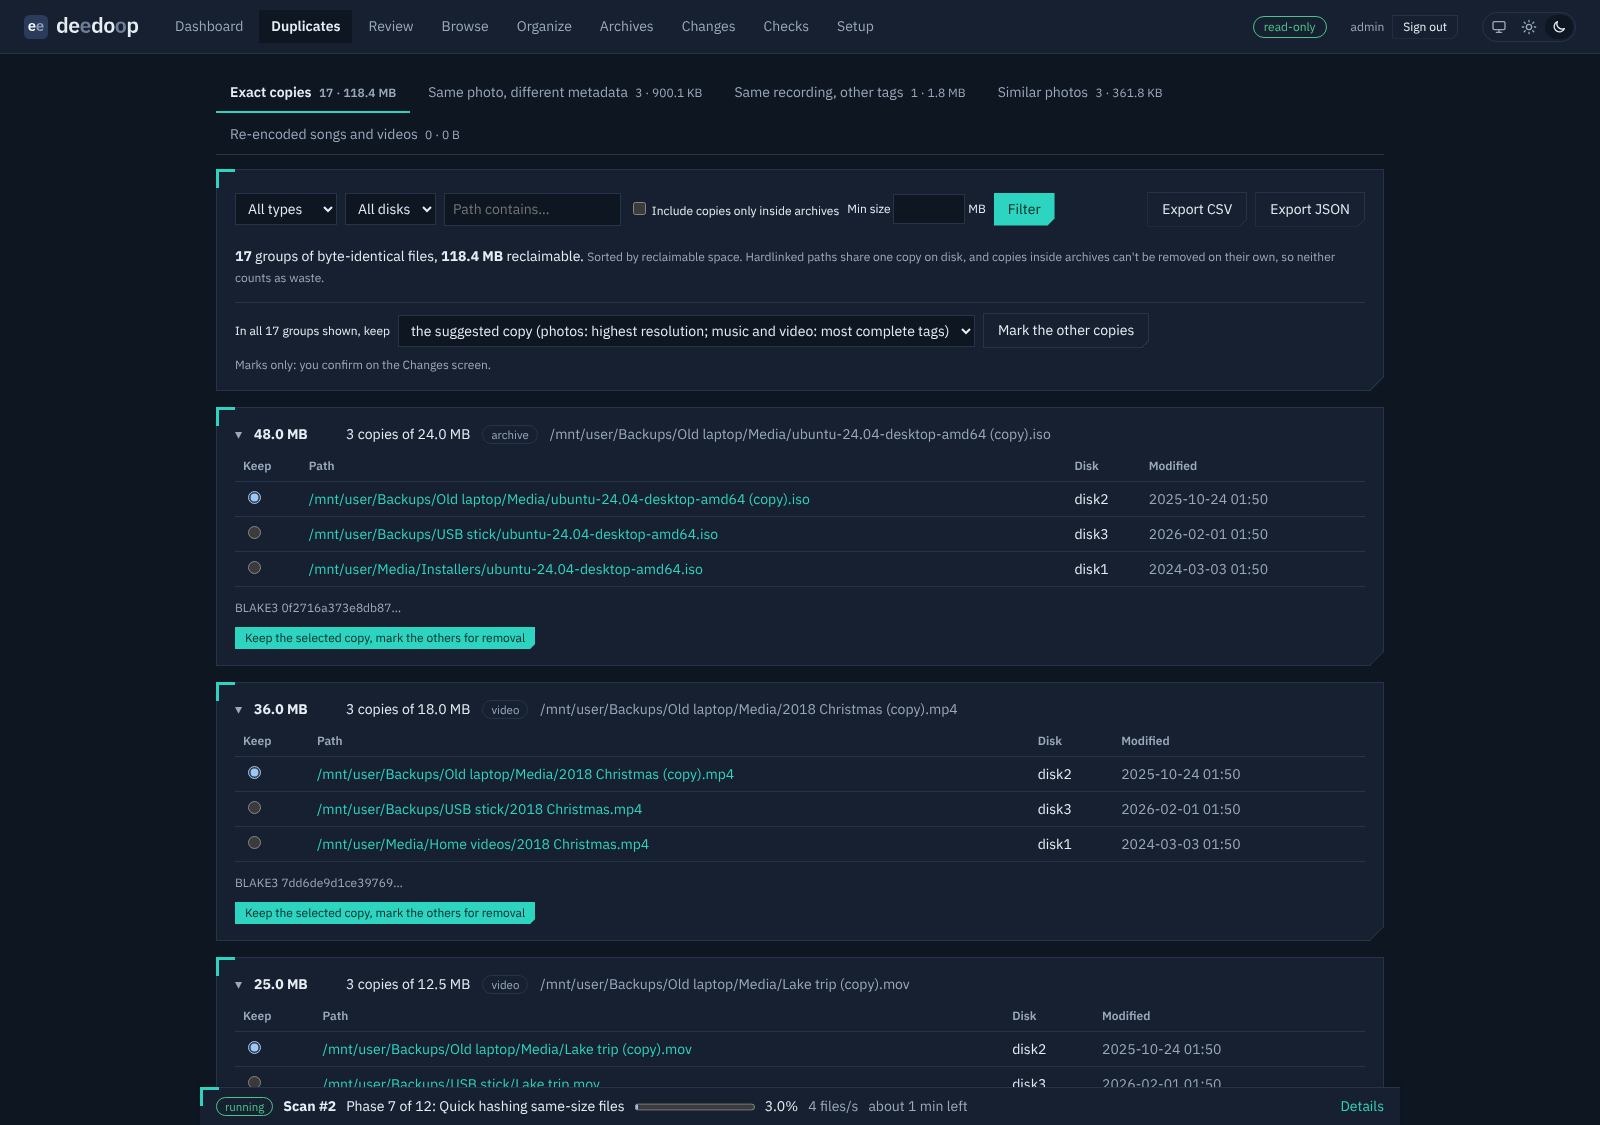 ee deedoop Dashboard Duplicates Review Browse Organize Archives Changes Checks Setup read-only admin Sign out
Exact copies 17 · 118.4 MB Same photo, different metadata 3 · 900.1 KB Same recording, other tags 1 · 1.8 MB Similar photos 3 · 361.8 KB
Re-encoded songs and videos 0 · 0 B
All types All disks Path contains... Include copies only inside archives Min size MB Filter Export CSV Export JSON
17 groups of byte-identical files, 118.4 MB reclaimable. Sorted by reclaimable space. Hardlinked paths share one copy on disk, and copies inside archives can't be removed on their own, so neither
counts as waste.
In all 17 groups shown, keep the suggested copy (photos: highest resolution; music and video: most complete tags) Mark the other copies
Marks only: you confirm on the Changes screen.
48.0 MB 3 copies of 24.0 MB archive /mnt/user/Backups/Old laptop/Media/ubuntu-24.04-desktop-amd64 (copy).iso
Keep Path Disk Modified
/mnt/user/Backups/Old laptop/Media/ubuntu-24.04-desktop-amd64 (copy).iso disk2 2025-10-24 01:50
/mnt/user/Backups/USB stick/ubuntu-24.04-desktop-amd64.iso disk3 2026-02-01 01:50
/mnt/user/Media/Installers/ubuntu-24.04-desktop-amd64.iso disk1 2024-03-03 01:50
BLAKE3 0f2716a373e8db87...
Keep the selected copy, mark the others for removal
36.0 MB 3 copies of 18.0 MB video /mnt/user/Backups/Old laptop/Media/2018 Christmas (copy).mp4
Keep Path Disk Modified
/mnt/user/Backups/Old laptop/Media/2018 Christmas (copy).mp4 disk2 2025-10-24 01:50
/mnt/user/Backups/USB stick/2018 Christmas.mp4 disk3 2026-02-01 01:50
/mnt/user/Media/Home videos/2018 Christmas.mp4 disk1 2024-03-03 01:50
BLAKE3 7dd6de9d1ce39769...
Keep the selected copy, mark the others for removal
25.0 MB 3 copies of 12.5 MB video /mnt/user/Backups/Old laptop/Media/Lake trip (copy).mov
Keep Path Disk Modified
/mnt/user/Backups/Old laptop/Media/Lake trip (copy).mov disk2 2025-10-24 01:50
/mnt/user/Backups/USB stick/Lake trip.mov disk3 2026-02-01 01:50
running Scan #2 Phase 7 of 12: Quick hashing same-size files 3.0% 4 files/s about 1 min left Details